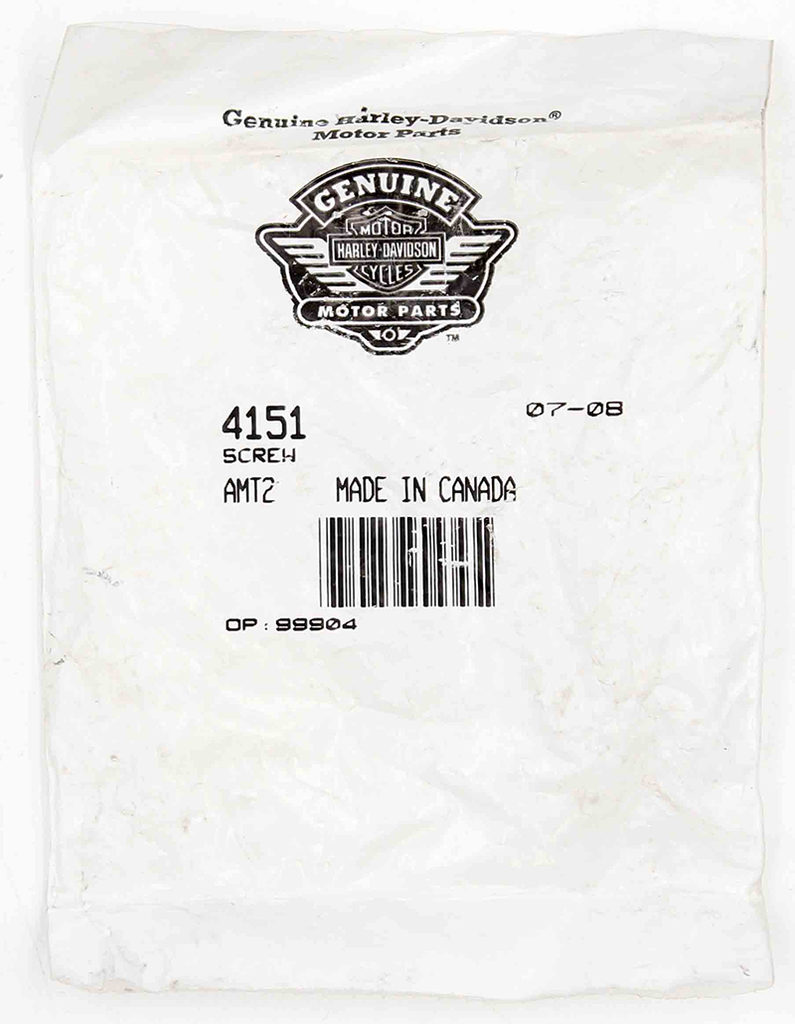 Genuine Harley-Davidson®
Motor Parts
GENUINE
MOTOR
HARLEY-DAVIDSON
CYCLES
MOTOR PARTS
TM
4151 07-08
SCREW
AMT2 MADE IN CANADA
OP: 99904